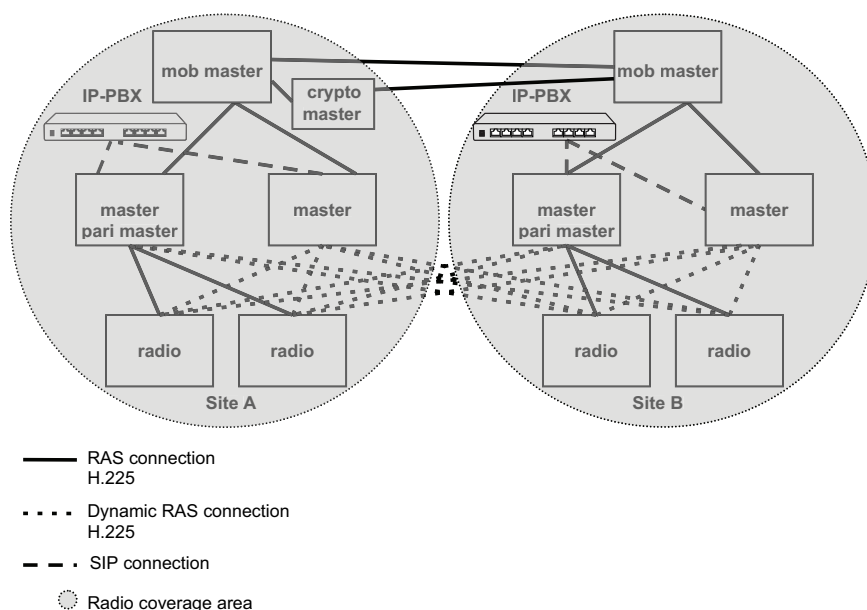 mob master
crypto
master
IP-PBX
master
pari master
master
radio
radio
Site A
mob master
IP-PBX
master
pari master
master
radio
radio
Site B
RAS connection
H.225
Dynamic RAS connection
H.225
SIP connection
Radio coverage area